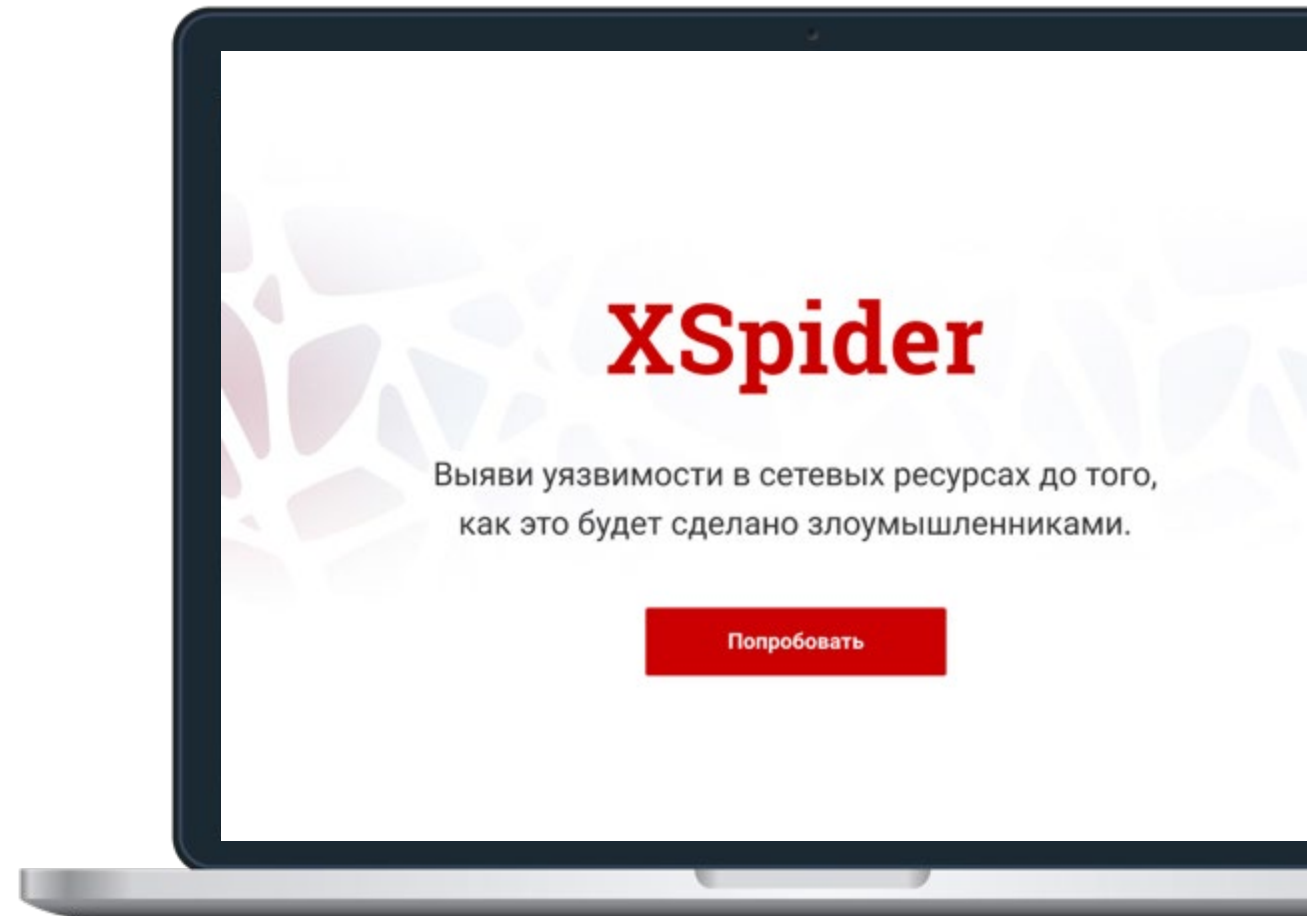 XSpider
Выяви уязвимости в сетевых ресурсах до того,
как это будет сделано злоумышленниками.
Попробовать